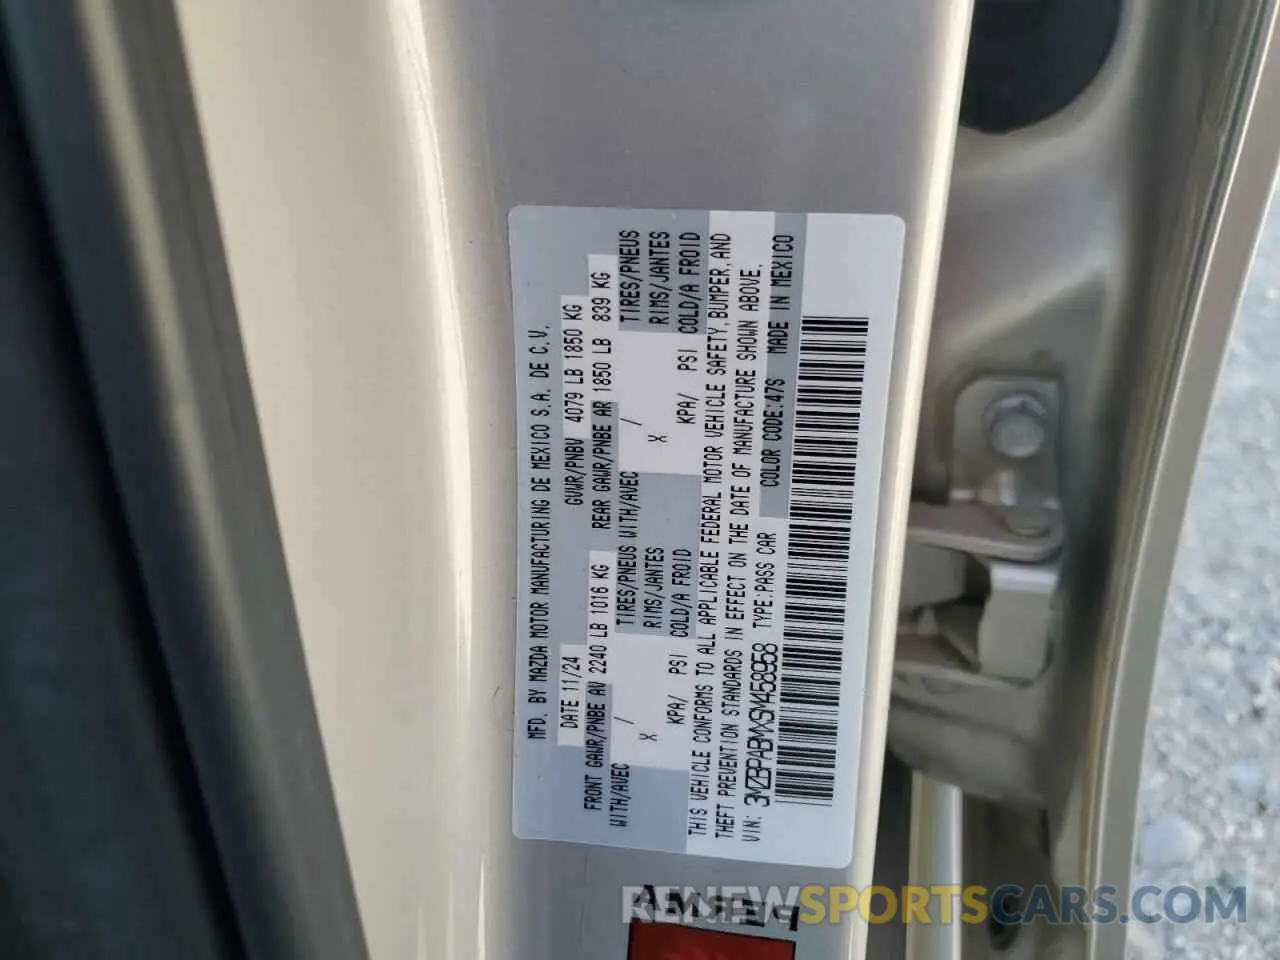 MFD. BY MAZDA MOTOR MANUFACTURING DE MEXICO S.A. DE C.V.
DATE 11/24 GVWR/PNBV 4079 LB 1850 KG
FRONT GAWR/PNBE AV 2240 LB 1016 KG REAR GAWR/PNBE AR 1850 LB 839 KG
WITH/AVEC / TIRES/PNEUS WITH/AVEC / TIRES/PNEUS
X RIMS/JANTES X RIMS/JANTES
KPA/ PSI COLD/A FROID KPA/ PSI COLD/A FROID
THIS VEHICLE CONFORMS TO ALL APPLICABLE FEDERAL MOTOR VEHICLE SAFETY, BUMPER, AND
THEFT PREVENTION STANDARDS IN EFFECT ON THE DATE OF MANUFACTURE SHOWN ABOVE.
VIN: 3MZBPABMXSM458958 TYPE: PASS CAR COLOR CODE: 47S MADE IN MEXICO
RENEWSPORTSCARS.COM